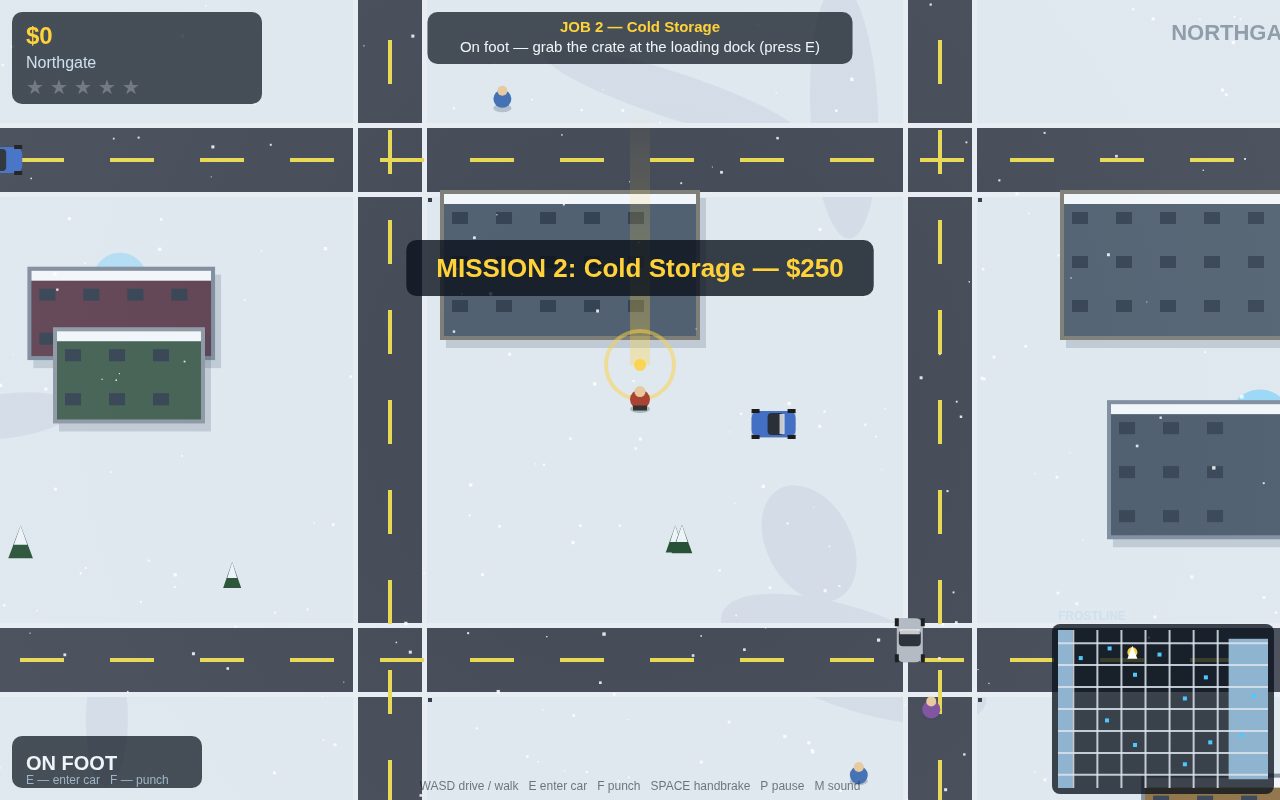 $0
Northgate
★★★★★
JOB 2 — Cold Storage
On foot — grab the crate at the loading dock (press E)
NORTHGA
MISSION 2: Cold Storage — $250
FROSTLINE
ON FOOT
E — enter car F — punch
WASD drive / walk E enter car F punch SPACE handbrake P pause M sound